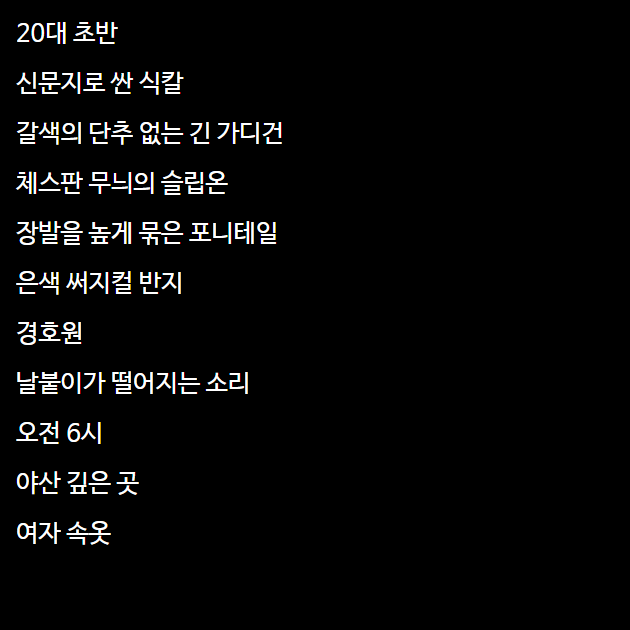 20대 초반
신문지로 싼 식칼
갈색의 단추 없는 긴 가디건
체스판 무늬의 슬립온
장발을 높게 묶은 포니테일
은색 써지컬 반지
경호원
날붙이가 떨어지는 소리
오전 6시
야산 깊은 곳
여자 속옷